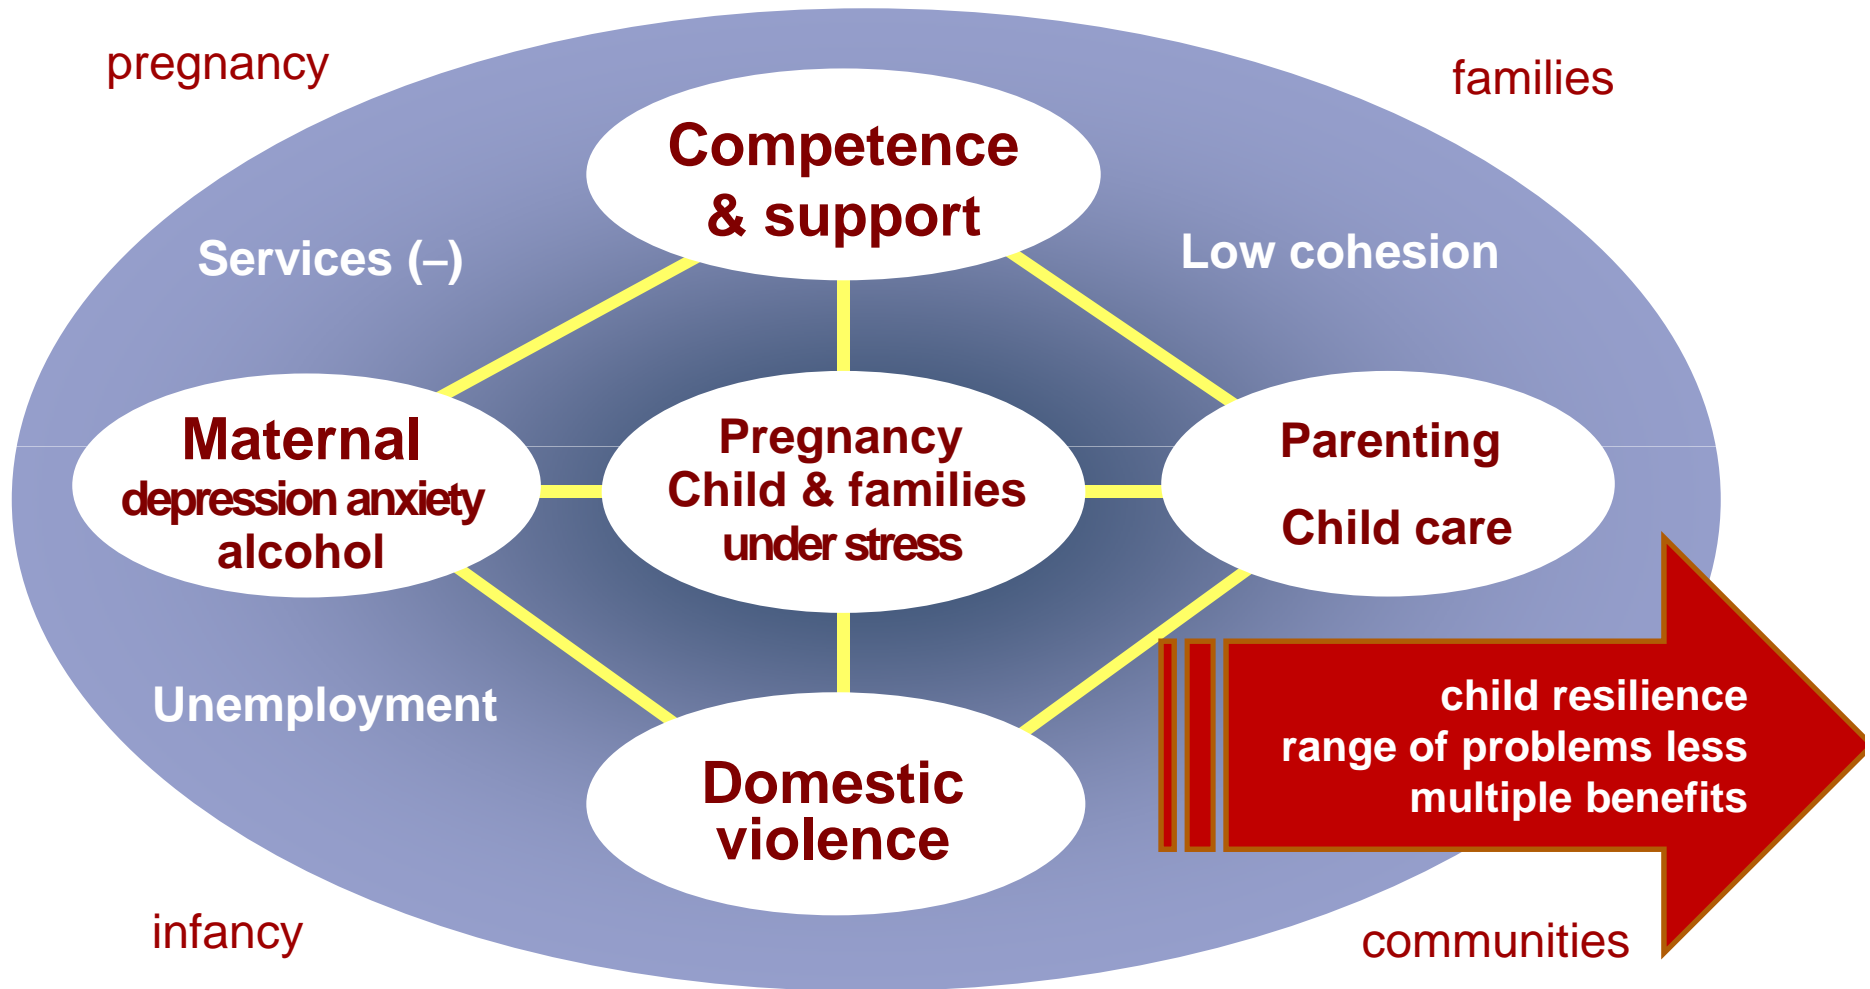 pregnancy
families
Competence
& support
Services (–)
Low cohesion
Maternal
depression anxiety
alcohol
Pregnancy
Child & families
under stress
Parenting
Child care
Unemployment
Domestic
violence
child resilience
range of problems less
multiple benefits
infancy
communities